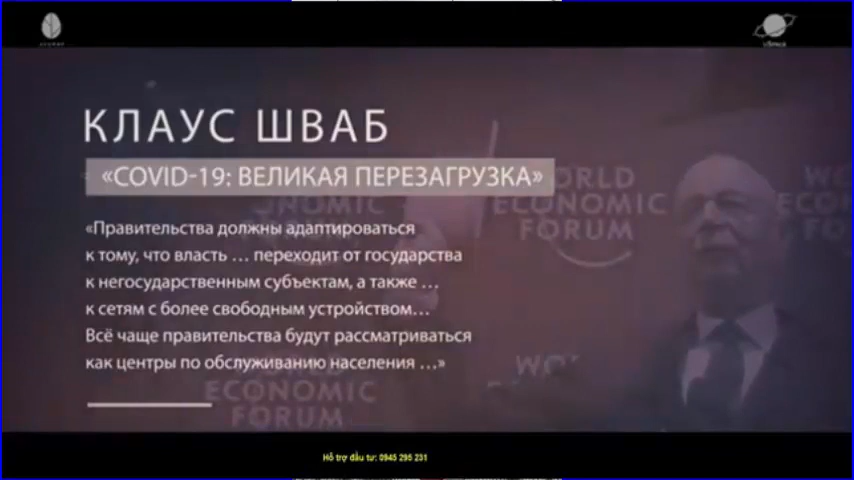 КЛАУС ШВАБ
«COVID-19: ВЕЛИКАЯ ПЕРЕЗАГРУЗКА»
«Правительства должны адаптироваться
к тому, что власть … переходит от государства
к негосударственным субъектам, а также …
к сетям с более свободным устройством…
Всё чаще правительства будут рассматриваться
как центры по обслуживанию населения …»
WORLD
ECONOMIC
FORUM
WORLD
ECONOMIC
FORUM
Hỗ trợ đầu tư: 0945 295 231